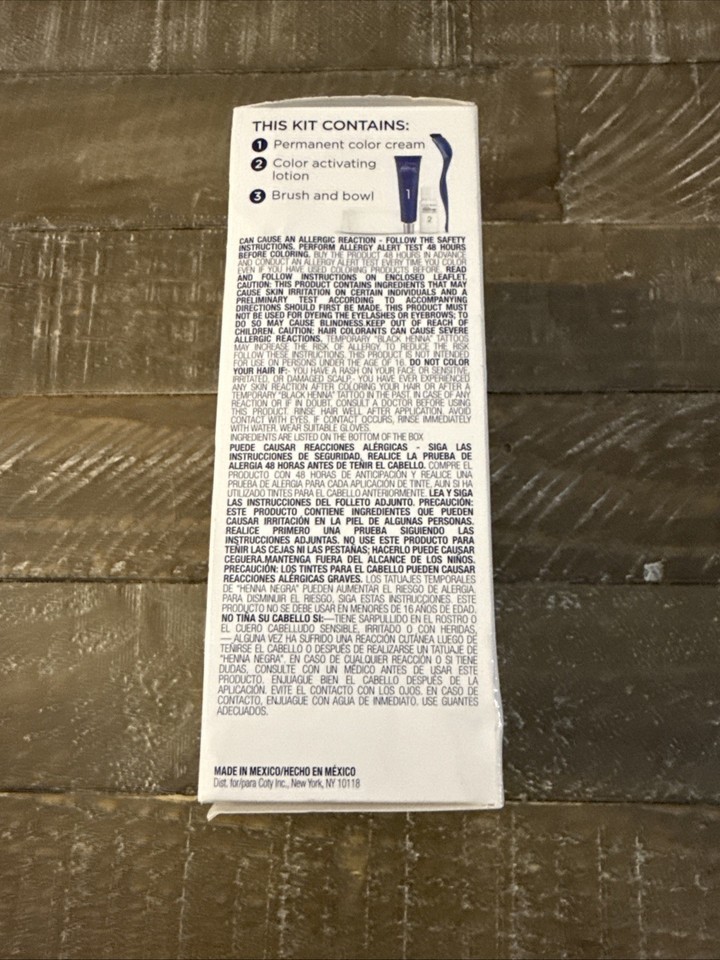 THIS KIT CONTAINS:
1 Permanent color cream
2 Color activating
lotion
3 Brush and bowl
1
2
CAN CAUSE AN ALLERGIC REACTION - FOLLOW THE SAFETY
INSTRUCTIONS. PERFORM ALLERGY ALERT TEST 48 HOURS
BEFORE COLORING. BUY THE PRODUCT 48 HOURS IN ADVANCE
AND CONDUCT AN ALLERGY ALERT TEST EVERY TIME YOU COLOR
EVEN IF YOU HAVE USED COLORING PRODUCTS BEFORE. READ
AND FOLLOW INSTRUCTIONS ON ENCLOSED LEAFLET.
CAUTION: THIS PRODUCT CONTAINS INGREDIENTS THAT MAY
CAUSE SKIN IRRITATION ON CERTAIN INDIVIDUALS AND A
PRELIMINARY TEST ACCORDING TO ACCOMPANYING
DIRECTIONS SHOULD FIRST BE MADE. THIS PRODUCT MUST
NOT BE USED FOR DYEING THE EYELASHES OR EYEBROWS; TO
DO SO MAY CAUSE BLINDNESS.KEEP OUT OF REACH OF
CHILDREN. CAUTION: HAIR COLORANTS CAN CAUSE SEVERE
ALLERGIC REACTIONS. TEMPORARY "BLACK HENNA" TATTOOS
MAY INCREASE THE RISK OF ALLERGY. TO REDUCE THE RISK
FOLLOW THESE INSTRUCTIONS. THIS PRODUCT IS NOT INTENDED
FOR USE ON PERSONS UNDER THE AGE OF 16. DO NOT COLOR
YOUR HAIR IF:- YOU HAVE A RASH ON YOUR FACE OR SENSITIVE,
IRRITATED, OR DAMAGED SCALP.- YOU HAVE EVER EXPERIENCED
ANY SKIN REACTION AFTER COLORING YOUR HAIR OR AFTER A
TEMPORARY "BLACK HENNA" TATTOO IN THE PAST. IN CASE OF ANY
REACTION OR IF IN DOUBT, CONSULT A DOCTOR BEFORE USING
THIS PRODUCT. RINSE HAIR WELL AFTER APPLICATION. AVOID
CONTACT WITH EYES. IF CONTACT OCCURS, RINSE IMMEDIATELY
WITH WATER. WEAR SUITABLE GLOVES.
INGREDIENTS ARE LISTED ON THE BOTTOM OF THE BOX
PUEDE CAUSAR REACCIONES ALÉRGICAS - SIGA LAS
INSTRUCCIONES DE SEGURIDAD, REALICE LA PRUEBA DE
ALERGIA 48 HORAS ANTES DE TEÑIR EL CABELLO. COMPRE EL
PRODUCTO CON 48 HORAS DE ANTICIPACIÓN Y REALICE UNA
PRUEBA DE ALERGIA PARA CADA APLICACIÓN DE TINTE, AUN SI HA
UTILIZADO TINTES PARA EL CABELLO ANTERIORMENTE. LEA Y SIGA
LAS INSTRUCCIONES DEL FOLLETO ADJUNTO. PRECAUCIÓN:
ESTE PRODUCTO CONTIENE INGREDIENTES QUE PUEDEN
CAUSAR IRRITACIÓN EN LA PIEL DE ALGUNAS PERSONAS.
REALICE PRIMERO UNA PRUEBA SIGUIENDO LAS
INSTRUCCIONES ADJUNTAS. NO USE ESTE PRODUCTO PARA
TEÑIR LAS CEJAS NI LAS PESTAÑAS; HACERLO PUEDE CAUSAR
CEGUERA.MANTENGA FUERA DEL ALCANCE DE LOS NIÑOS.
PRECAUCIÓN: LOS TINTES PARA EL CABELLO PUEDEN CAUSAR
REACCIONES ALÉRGICAS GRAVES. LOS TATUAJES TEMPORALES
DE "HENNA NEGRA" PUEDEN AUMENTAR EL RIESGO DE ALERGIA,
PARA DISMINUIR EL RIESGO, SIGA ESTAS INSTRUCCIONES. ESTE
PRODUCTO NO SE DEBE USAR EN MENORES DE 16 AÑOS DE EDAD.
NO TIÑA SU CABELLO SI:—TIENE SARPULLIDO EN EL ROSTRO O
EL CUERO CABELLUDO SENSIBLE, IRRITADO O CON HERIDAS,
—ALGUNA VEZ HA SUFRIDO UNA REACCIÓN CUTÁNEA LUEGO DE
TEÑIRSE EL CABELLO O DESPUÉS DE REALIZARSE UN TATUAJE DE
"HENNA NEGRA". EN CASO DE CUALQUIER REACCIÓN O SI TIENE
DUDAS, CONSULTE CON UN MÉDICO ANTES DE USAR ESTE
PRODUCTO. ENJUAGUE BIEN EL CABELLO DESPUÉS DE LA
APLICACIÓN. EVITE EL CONTACTO CON LOS OJOS. EN CASO DE
CONTACTO, ENJUAGUE CON AGUA DE INMEDIATO. USE GUANTES
ADECUADOS.
MADE IN MEXICO/HECHO EN MÉXICO
Dist. for/para Coty Inc., New York, NY 10118